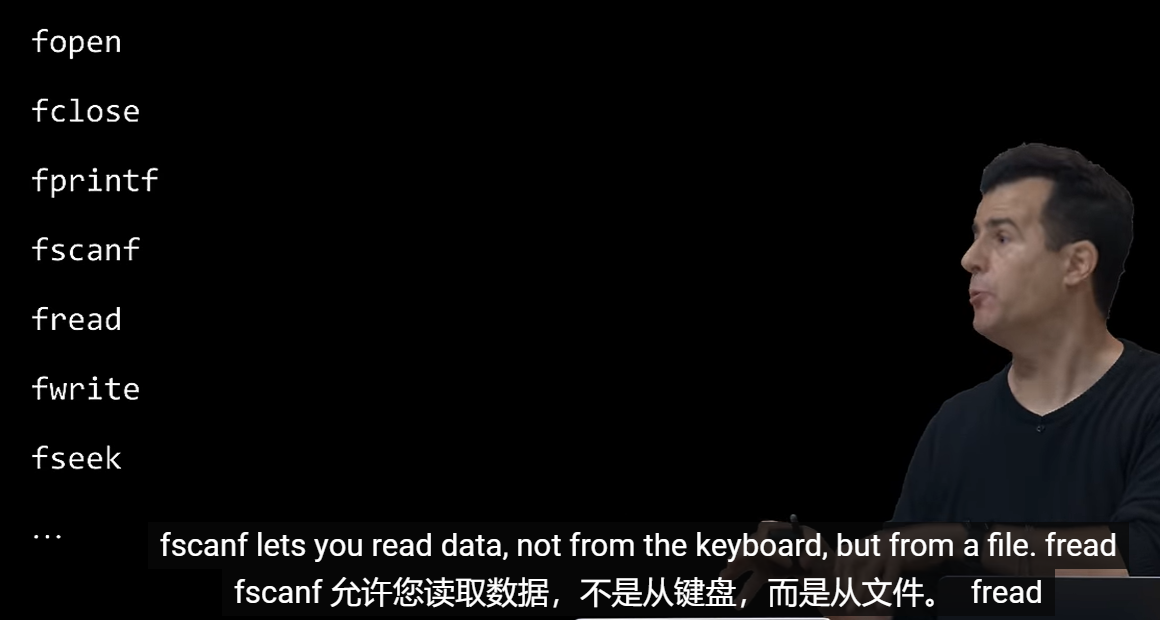 fopen
fclose
fprintf
fscanf
fread
fwrite
fseek
...
fscanf lets you read data, not from the keyboard, but from a file. fread
fscanf 允许您读取数据，不是从键盘，而是从文件。 fread